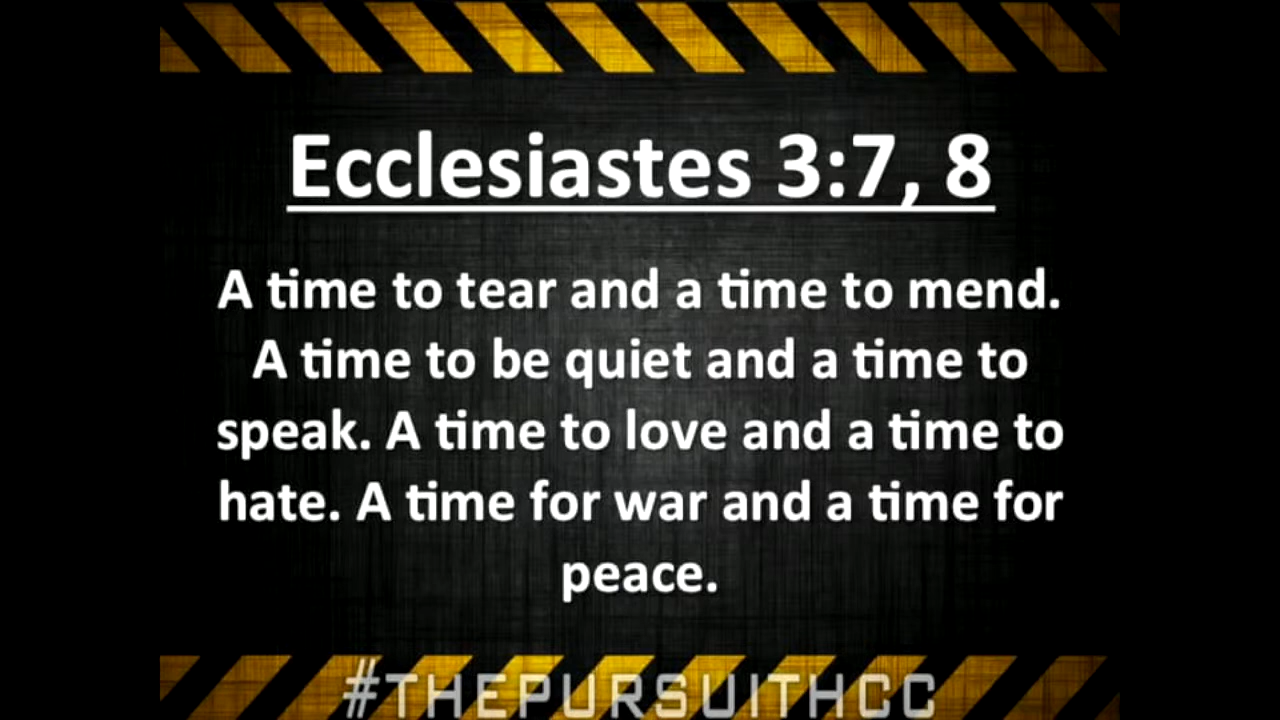 Ecclesiastes 3:7, 8
A time to tear and a time to mend.
A time to be quiet and a time to
speak. A time to love and a time to
hate. A time for war and a time for
peace.
#THEPURSUITHCC